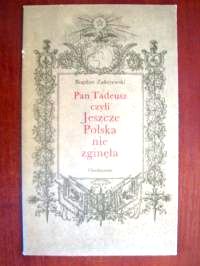 Bogdan Zakrzewski
Pan Tadeusz
czyli
Jeszcze
Polska
nie
zginęła